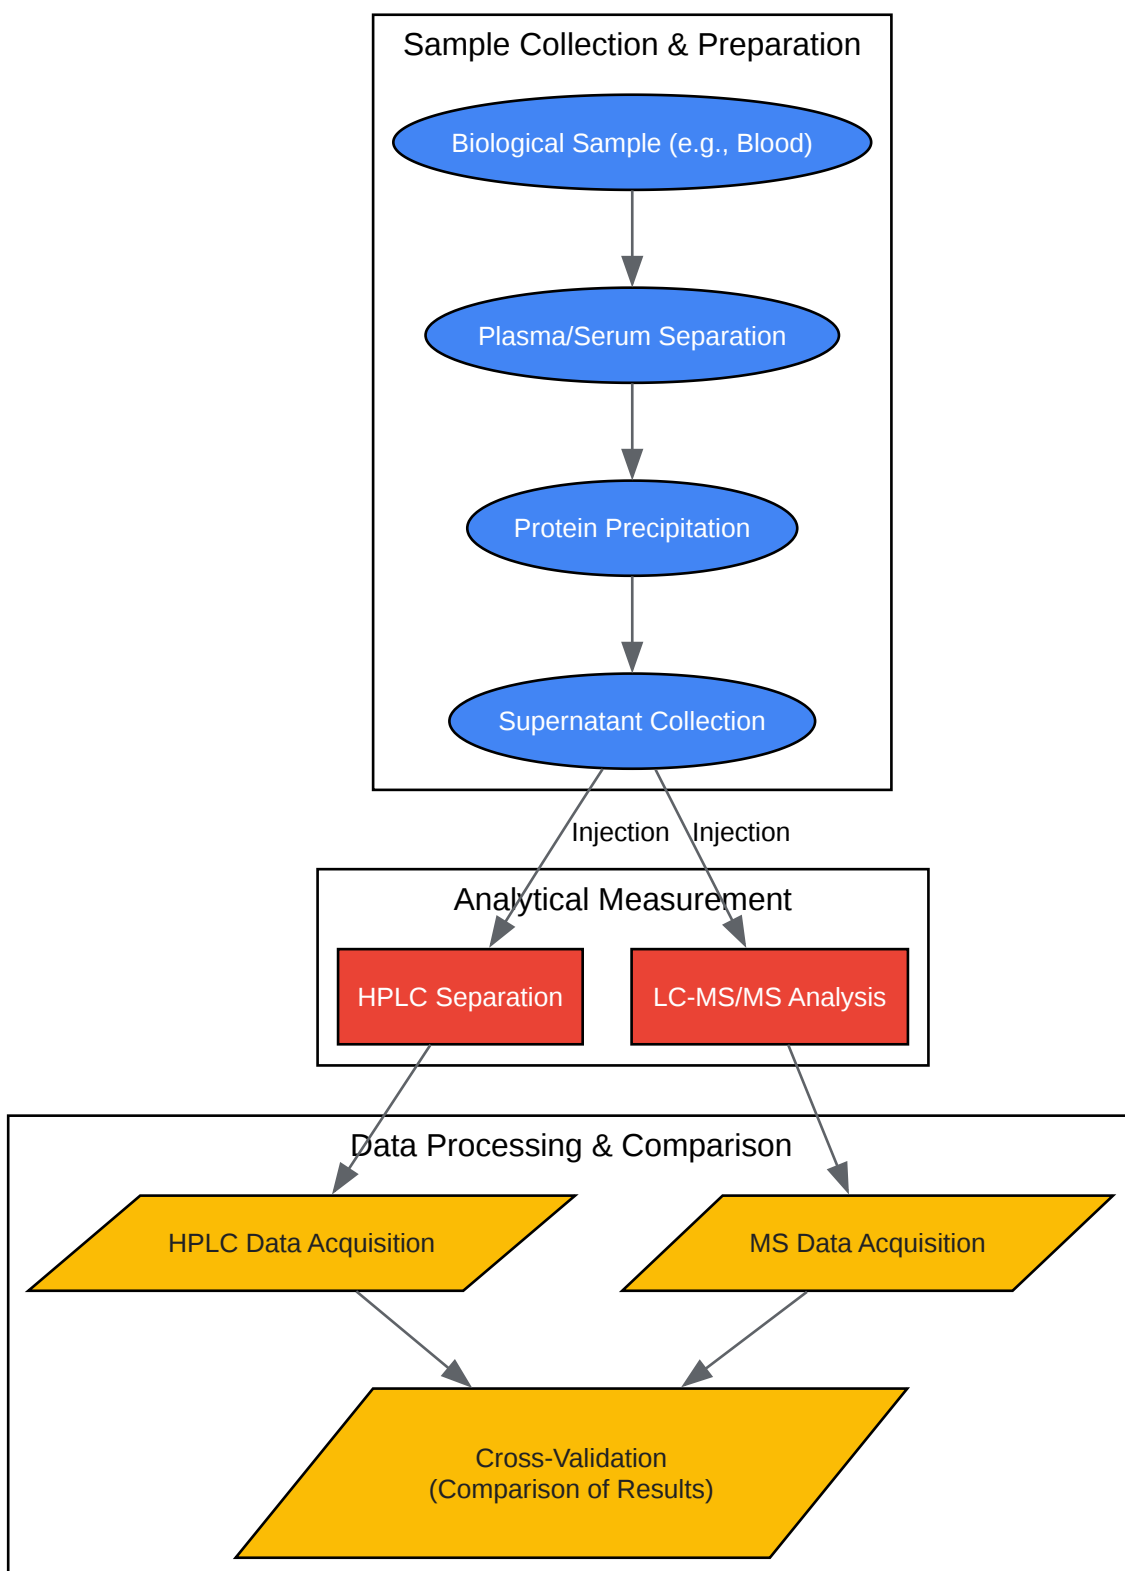 Sample Collection & Preparation
Biological Sample (e.g., Blood)
Plasma/Serum Separation
Protein Precipitation
Supernatant Collection
Injection
Injection
Analytical Measurement
HPLC Separation
LC-MS/MS Analysis
Data Processing & Comparison
HPLC Data Acquisition
MS Data Acquisition
Cross-Validation
(Comparison of Results)